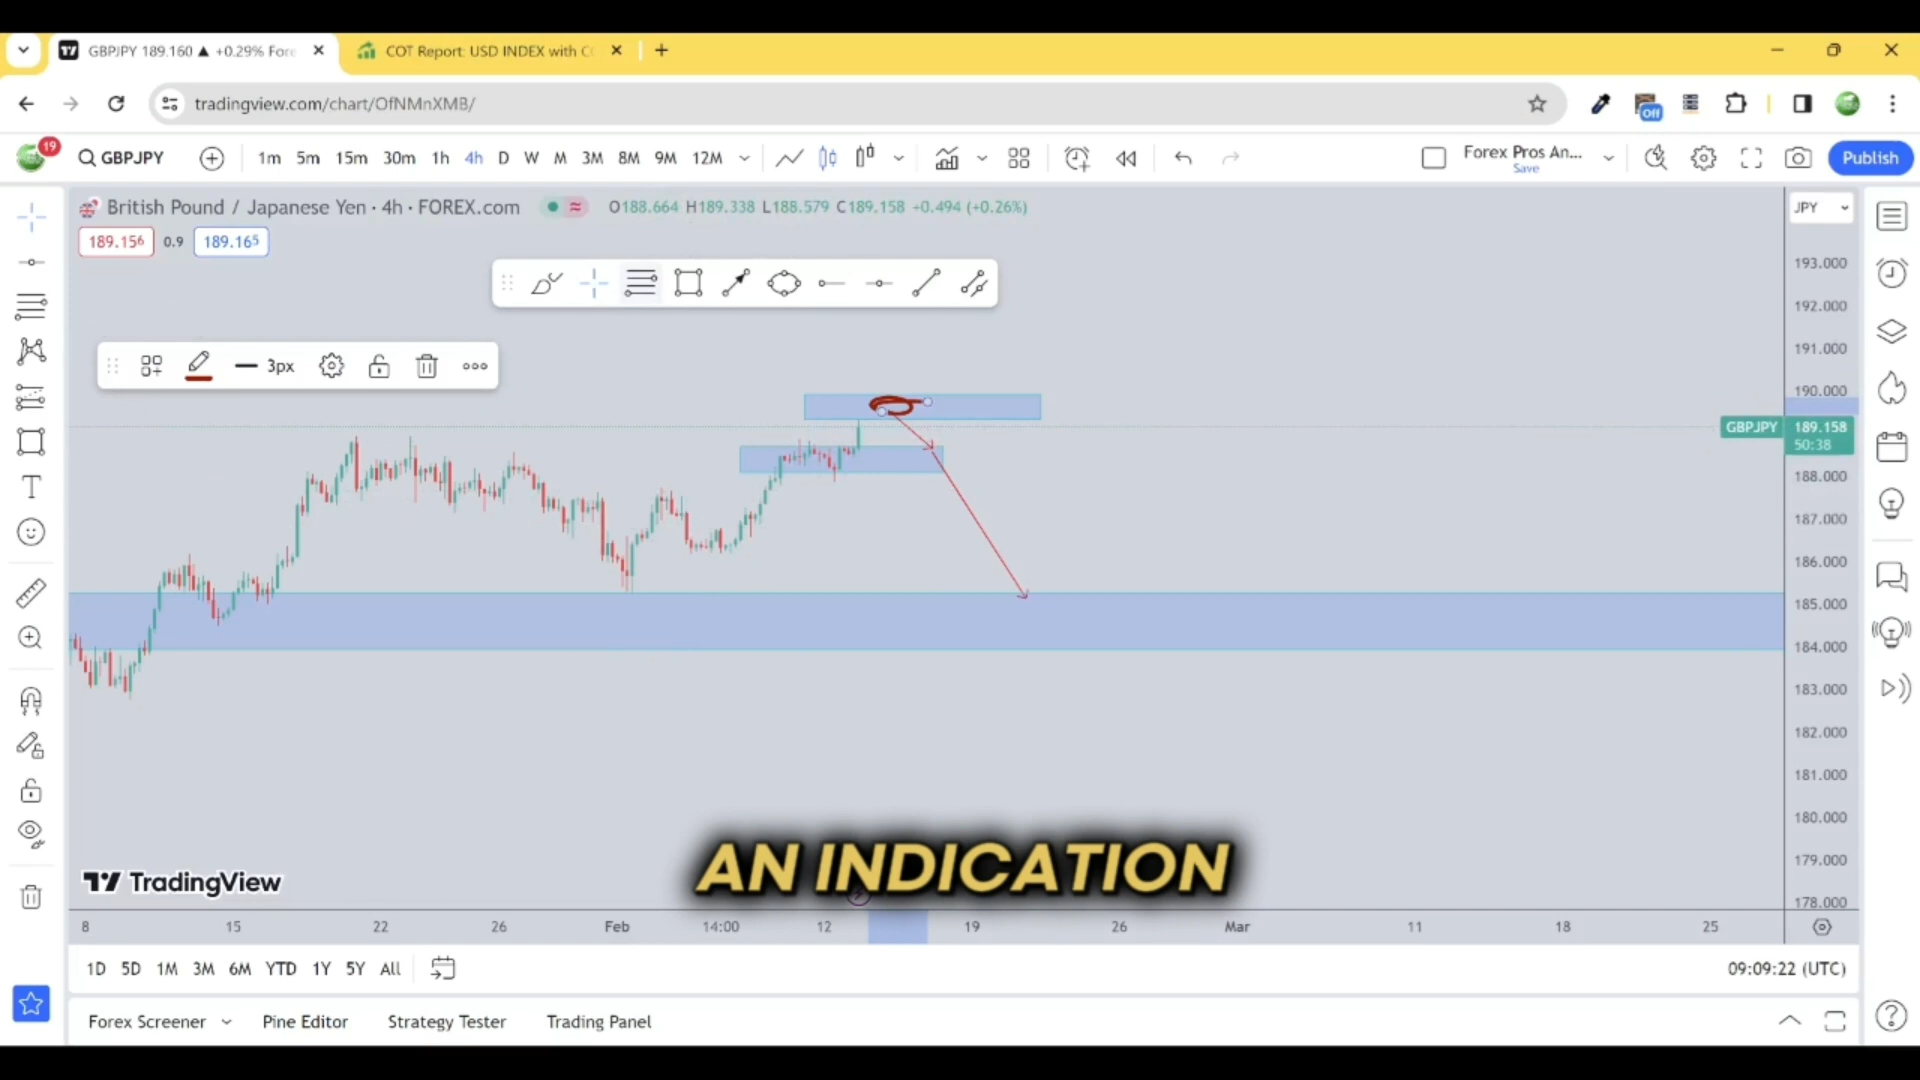 GBPJPY 189.160 ▲ +0.29% Fore
COT Report: USD INDEX with CO
tradingview.com/chart/OfNMnXMB/
Off
19
GBPJPY
1m 5m 15m 30m 1h 4h D W M 3M 8M 9M 12M
Forex Pros An...
Save
Publish
British Pound / Japanese Yen · 4h · FOREX.com
O188.664 H189.338 L188.579 C189.158 +0.494 (+0.26%)
JPY
189.156
0.9
189.165
3px
193.000
192.000
191.000
190.000
GBPJPY 189.158
50:38
188.000
187.000
186.000
185.000
184.000
183.000
182.000
181.000
180.000
179.000
178.000
AN INDICATION
TradingView
8 15 22 26 Feb 14:00 12 19 26 Mar 11 18 25
1D 5D 1M 3M 6M YTD 1Y 5Y All
09:09:22 (UTC)
Forex Screener
Pine Editor
Strategy Tester
Trading Panel